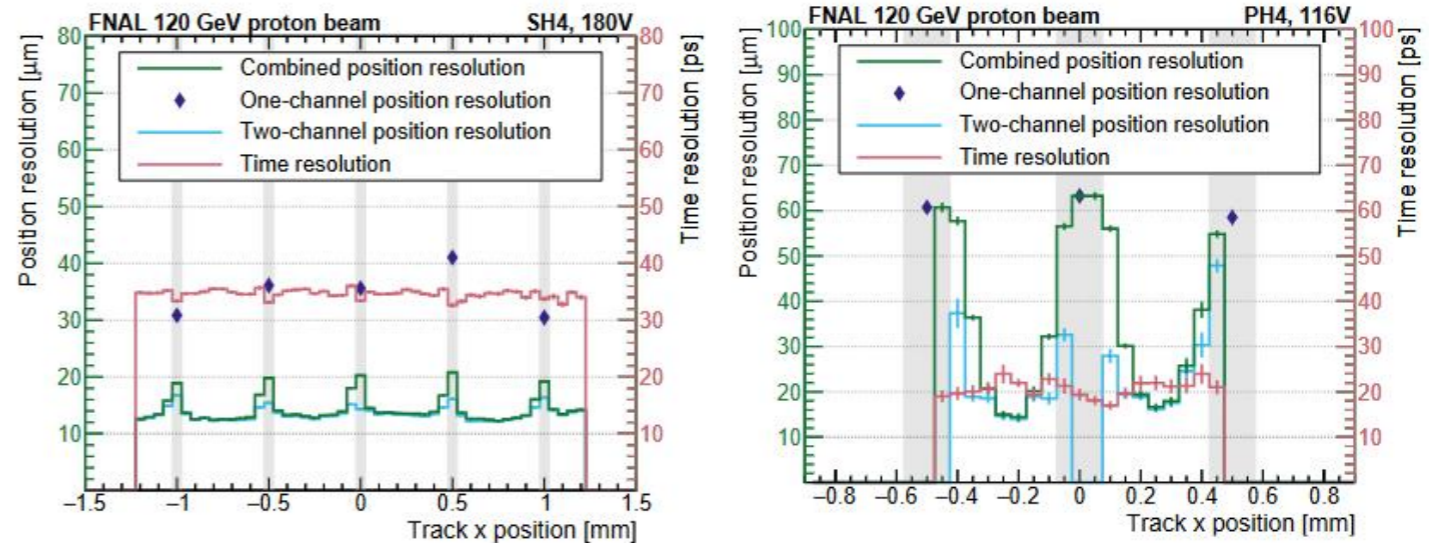 FNAL 120 GeV proton beam SH4, 180V
Combined position resolution
One-channel position resolution
Two-channel position resolution
Time resolution
Position resolution [μm]
80
70
60
50
40
30
20
10
Time resolution [ps]
80
70
60
50
40
30
20
10
−1.5 −1 −0.5 0 0.5 1 1.5
Track x position [mm]
FNAL 120 GeV proton beam PH4, 116V
Combined position resolution
One-channel position resolution
Two-channel position resolution
Time resolution
Position resolution [μm]
100
90
80
70
60
50
40
30
20
10
Time resolution [ps]
100
90
80
70
60
50
40
30
20
10
−0.8 −0.6 −0.4 −0.2 0 0.2 0.4 0.6 0.8
Track x position [mm]